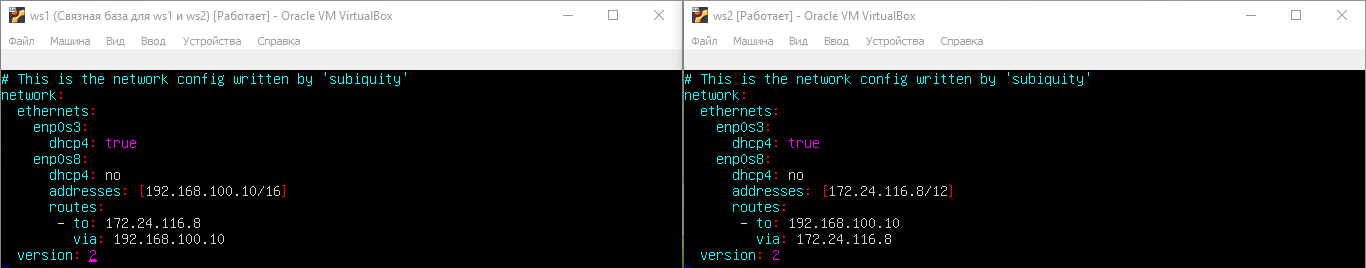 ws1 (Связная база для ws1 и ws2) [Работает] - Oracle VM VirtualBox
Файл Машина Вид Ввод Устройства Справка
# This is the network config written by 'subiquity'
network:
  ethernets:
    enp0s3:
      dhcp4: true
    enp0s8:
      dhcp4: no
      addresses: [192.168.100.10/16]
      routes:
       - to: 172.24.116.8
         via: 192.168.100.10
  version: 2
ws2 [Работает] - Oracle VM VirtualBox
Файл Машина Вид Ввод Устройства Справка
# This is the network config written by 'subiquity'
network:
  ethernets:
    enp0s3:
      dhcp4: true
    enp0s8:
      dhcp4: no
      addresses: [172.24.116.8/12]
      routes:
       - to: 192.168.100.10
         via: 172.24.116.8
  version: 2